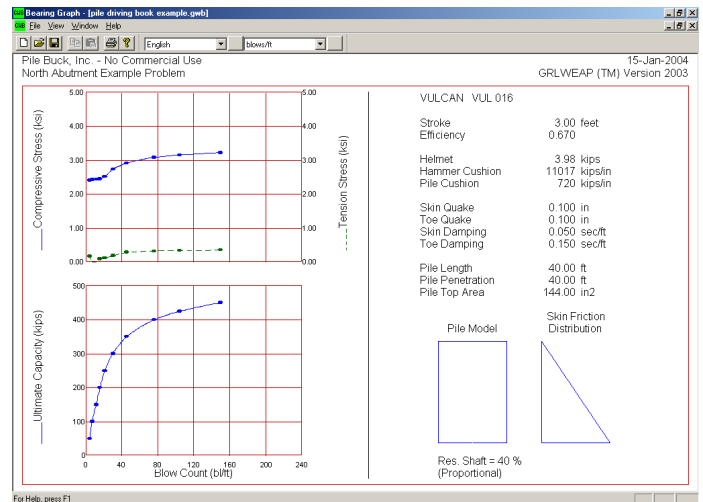 Bearing Graph - [pile driving book example.gwb]
File View Window Help
English blows/ft
Pile Buck, Inc. - No Commercial Use 15-Jan-2004
North Abutment Example Problem GRLWEAP (TM) Version 2003
Compressive Stress (ksi)
5.00
4.00
3.00
2.00
1.00
0.00
5.00
4.00
3.00
2.00
1.00
0.00
Tension Stress (ksi)
Ultimate Capacity (kips)
500
400
300
200
100
0
0 40 80 120 160 200 240
Blow Count (bl/ft)
VULCAN VUL 016
Stroke 3.00 feet
Efficiency 0.670
Helmet 3.98 kips
Hammer Cushion 11017 kips/in
Pile Cushion 720 kips/in
Skin Quake 0.100 in
Toe Quake 0.100 in
Skin Damping 0.050 sec/ft
Toe Damping 0.150 sec/ft
Pile Length 40.00 ft
Pile Penetration 40.00 ft
Pile Top Area 144.00 in2
Pile Model
Skin Friction
Distribution
Res. Shaft = 40 %
(Proportional)
For Help, press F1